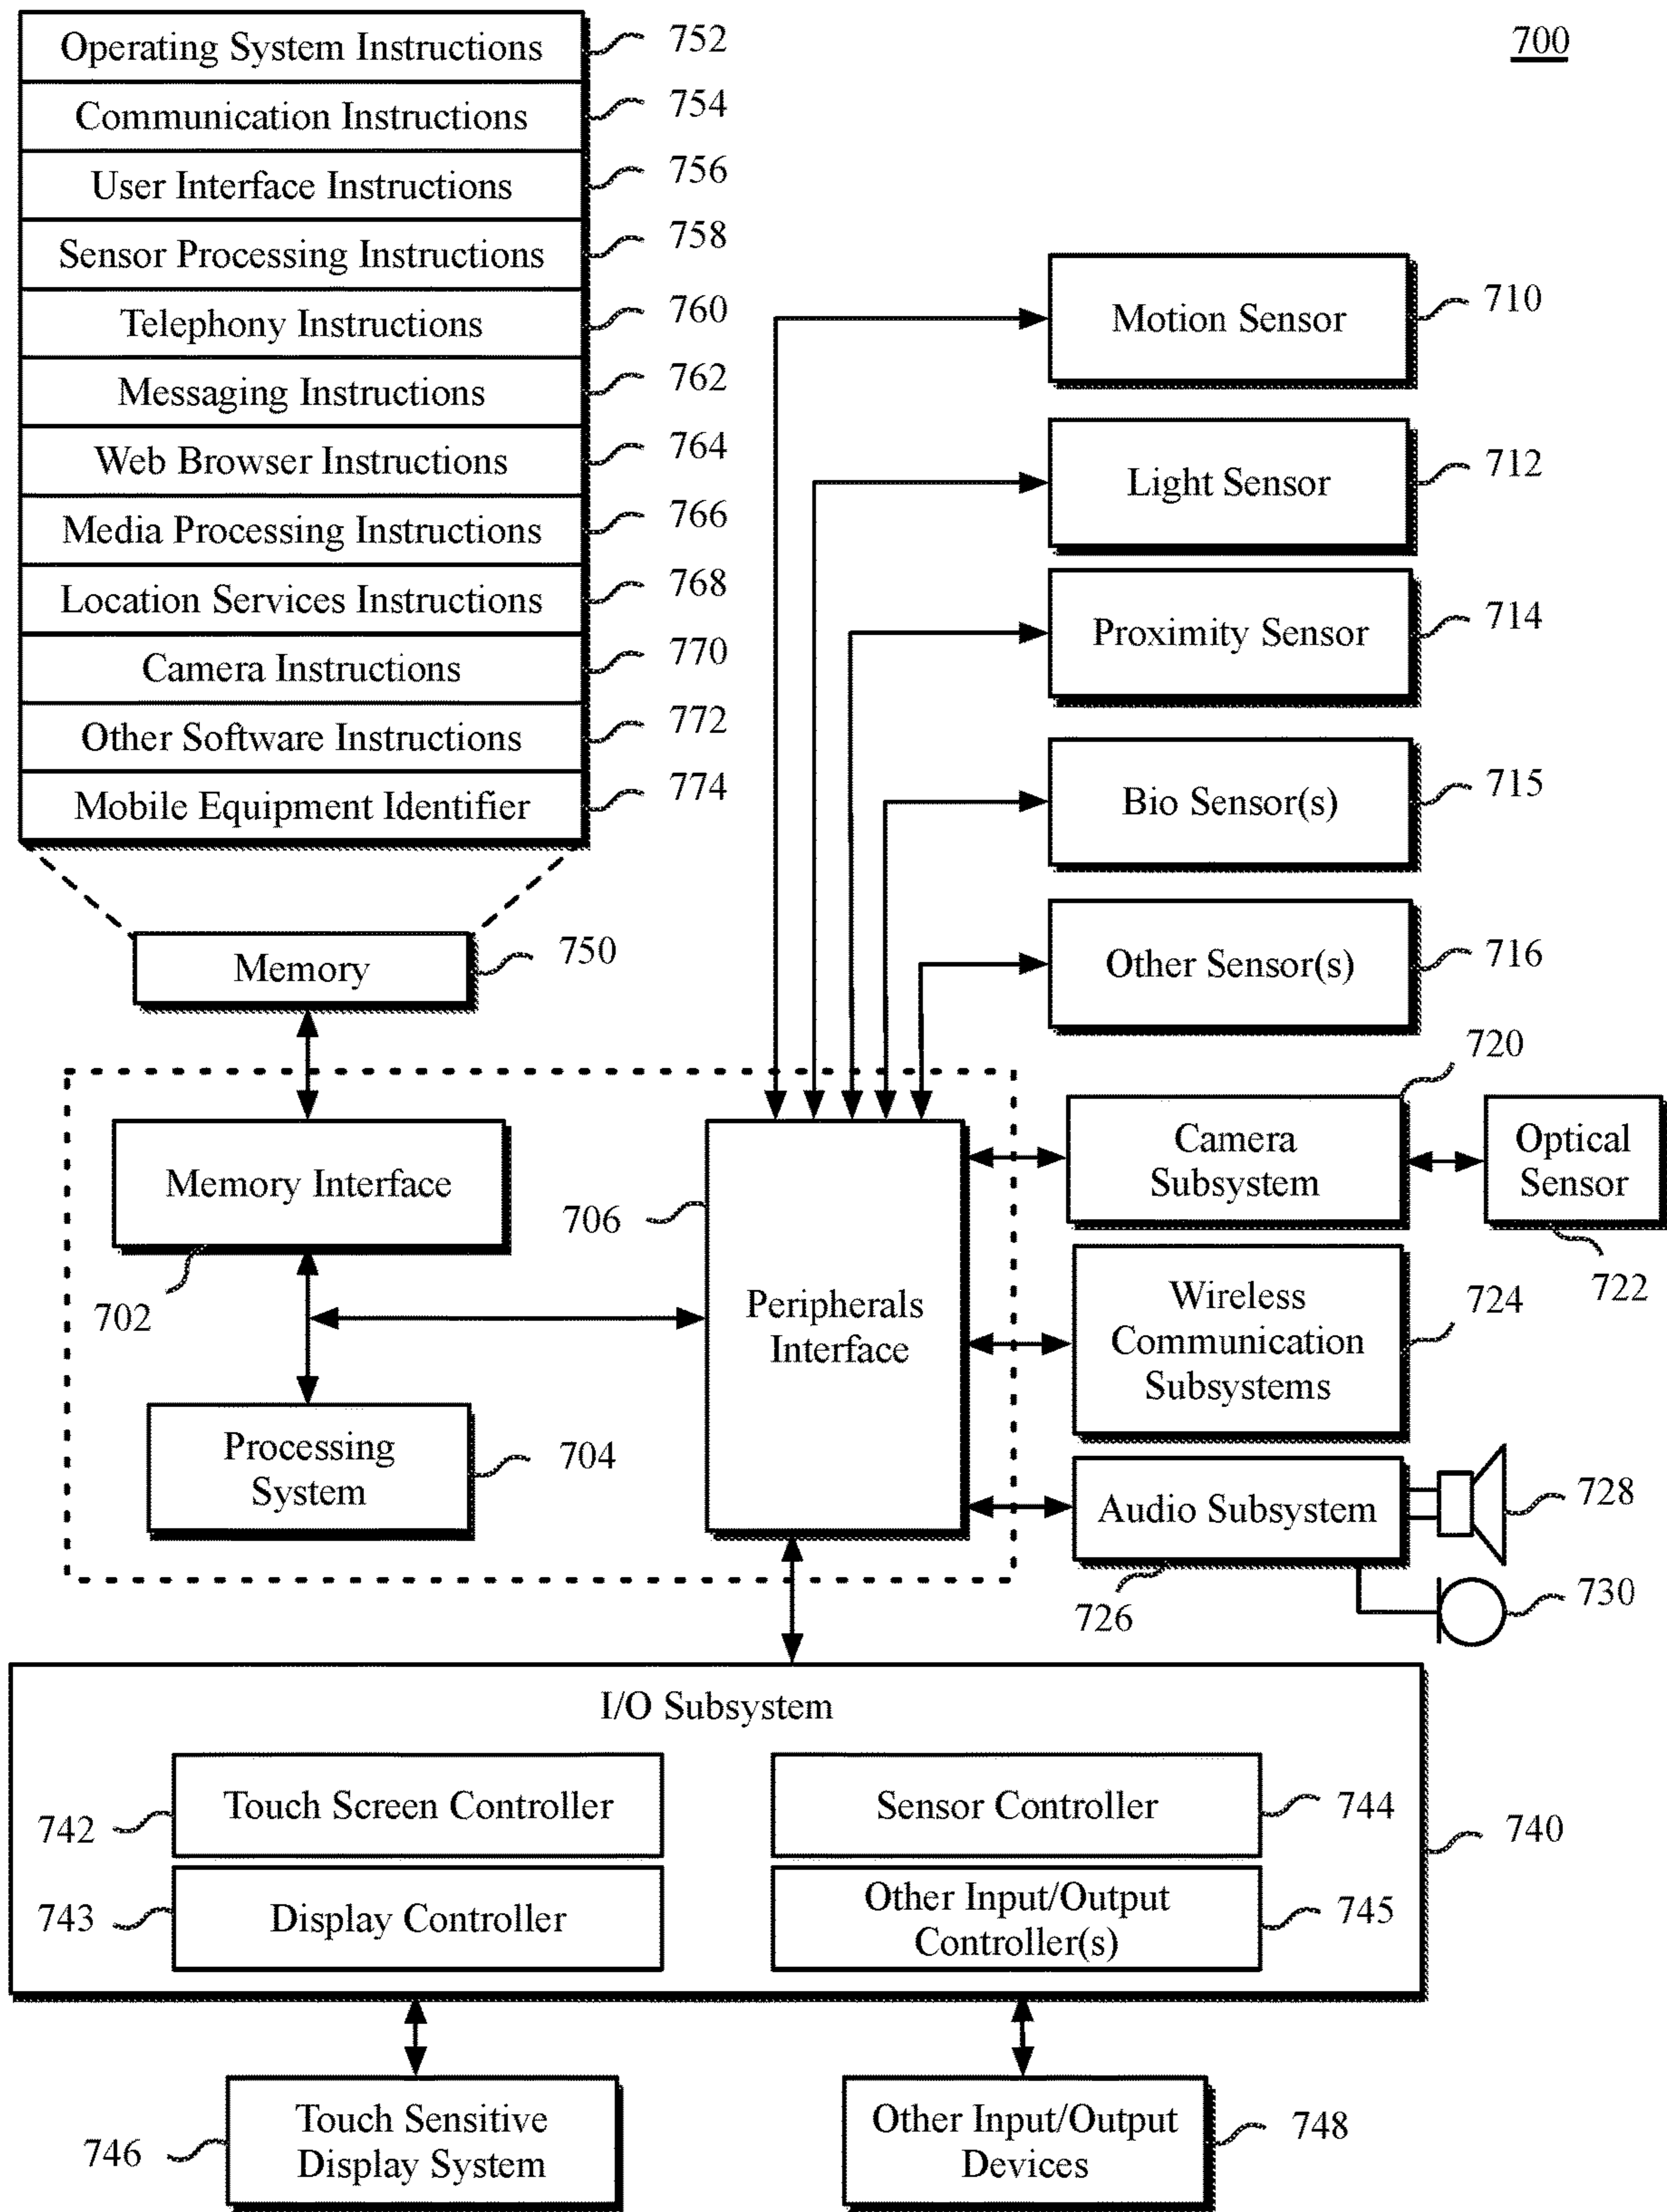 700
Operating System Instructions 752
Communication Instructions 754
User Interface Instructions 756
Sensor Processing Instructions 758
Telephony Instructions 760
Messaging Instructions 762
Web Browser Instructions 764
Media Processing Instructions 766
Location Services Instructions 768
Camera Instructions 770
Other Software Instructions 772
Mobile Equipment Identifier 774
Memory 750
Motion Sensor 710
Light Sensor 712
Proximity Sensor 714
Bio Sensor(s) 715
Other Sensor(s) 716
Memory Interface
702
Processing
System
704
706
Peripherals
Interface
720
Camera
Subsystem
Optical
Sensor
722
Wireless
Communication
Subsystems
724
Audio Subsystem
726
728
730
I/O Subsystem
740
742 Touch Screen Controller
Sensor Controller 744
743 Display Controller
Other Input/Output
Controller(s)
745
Touch Sensitive
Display System
746
Other Input/Output
Devices
748